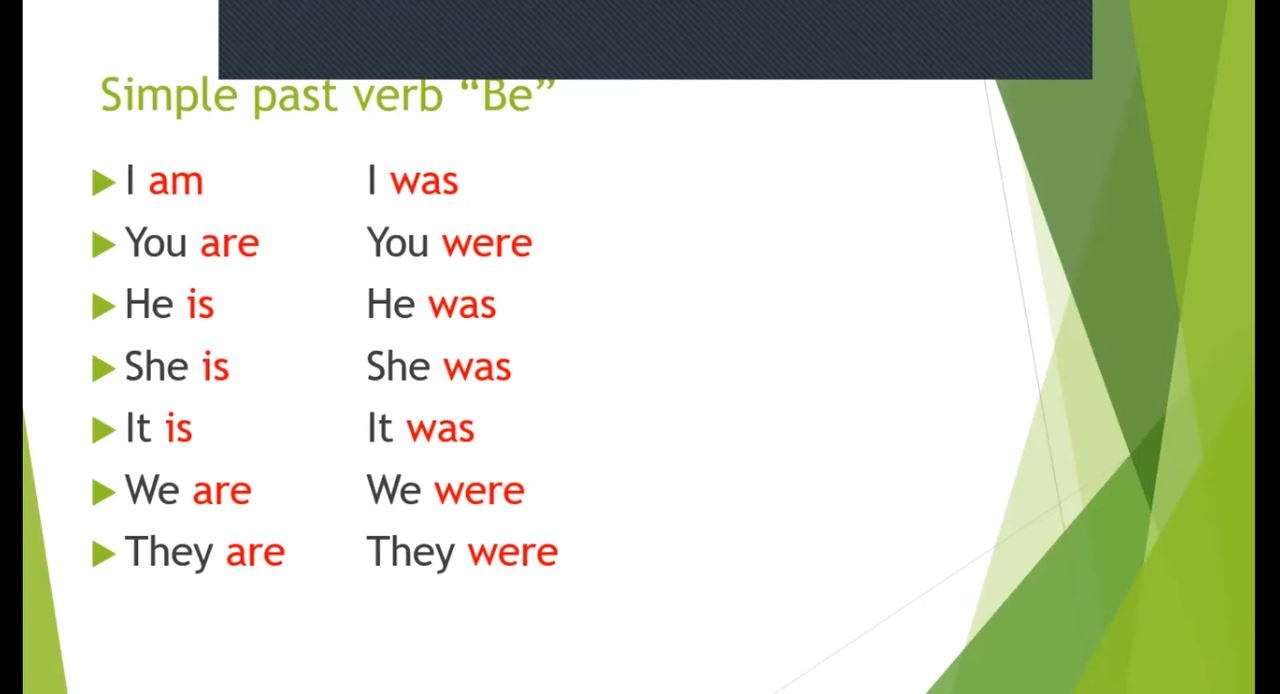 Simple past verb “Be”
I am I was
You are You were
He is He was
She is She was
It is It was
We are We were
They are They were